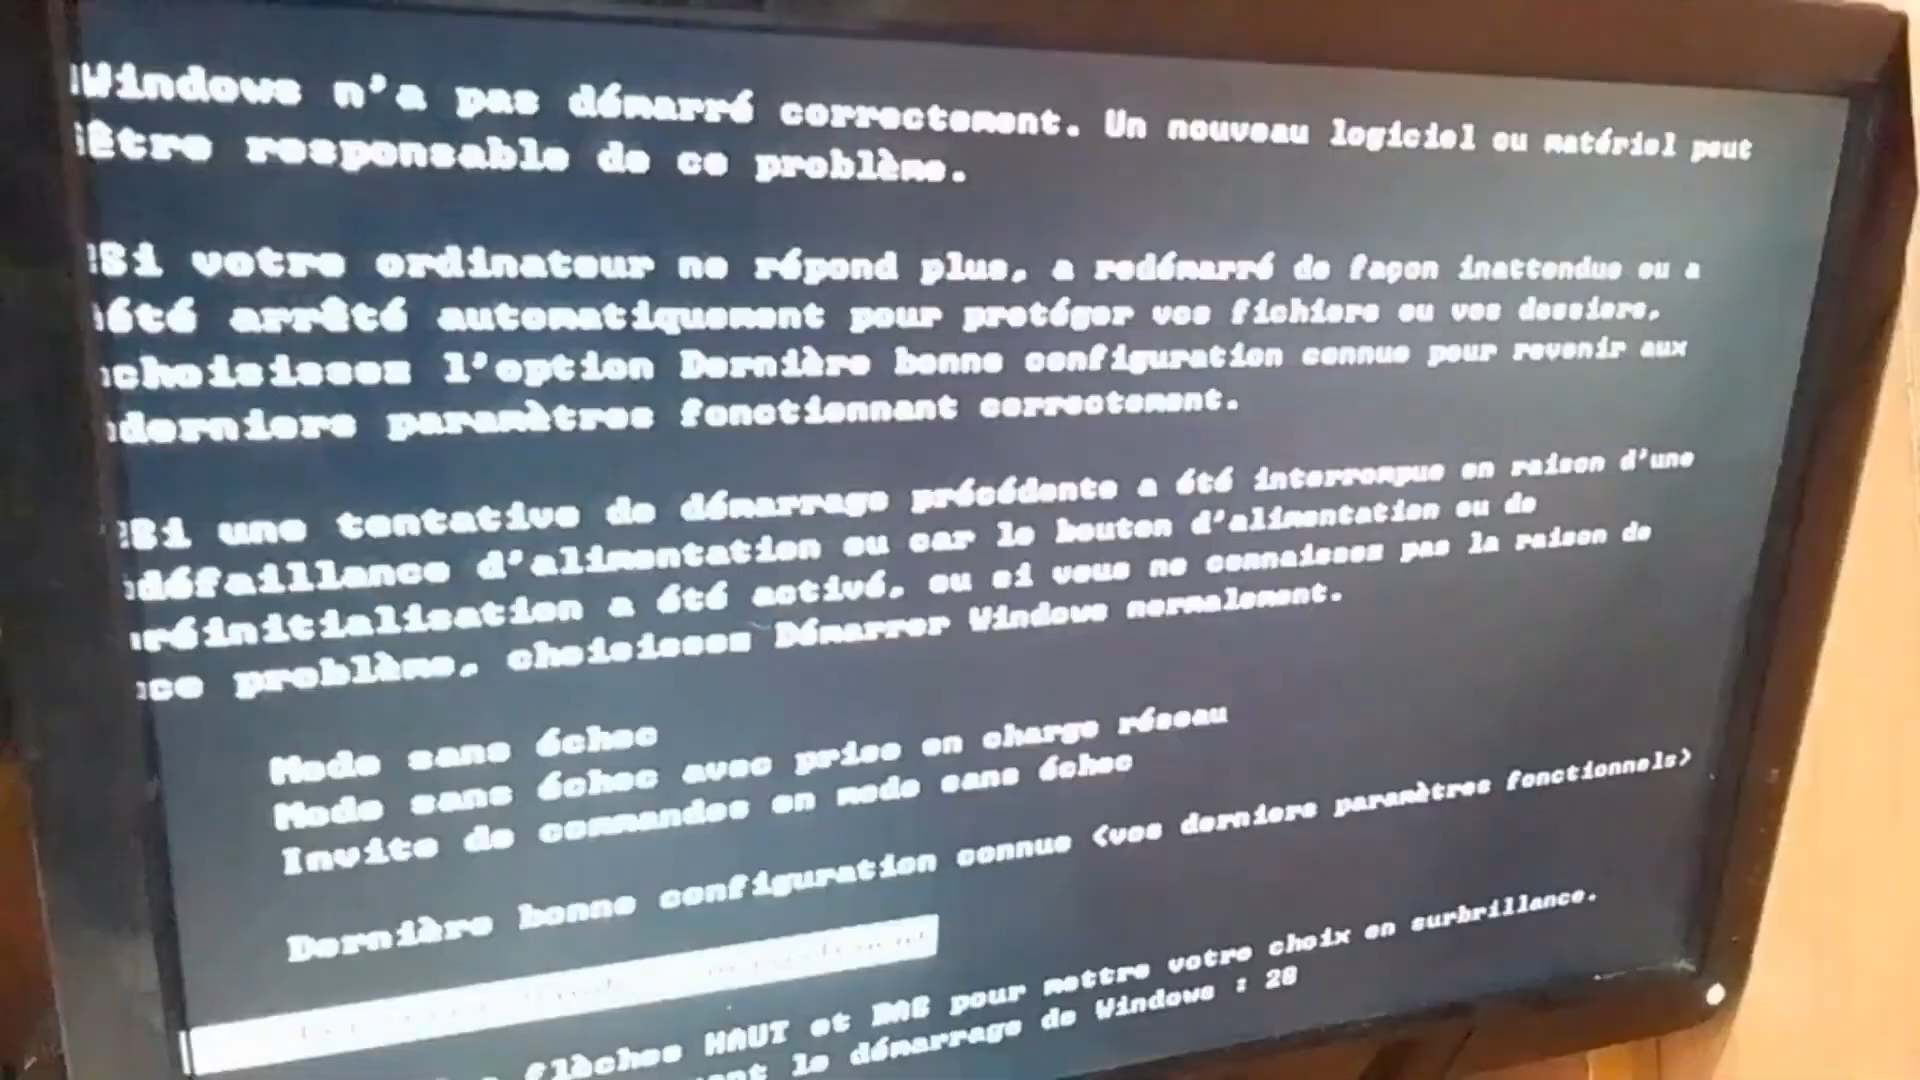 Windows n'a pas démarré correctement. Un nouveau logiciel ou matériel peut
être responsable de ce problème.
Si votre ordinateur ne répond plus, a redémarré de façon inattendue ou a
été arrêté automatiquement pour protéger vos fichiers ou vos dossiers,
choisissez l'option Dernière bonne configuration connue pour revenir aux
derniers paramètres fonctionnant correctement.
Si une tentative de démarrage précédente a été interrompue en raison d'une
défaillance d'alimentation ou car le bouton d'alimentation ou de
réinitialisation a été activé, ou si vous ne connaissez pas la raison de
ce problème, choisissez Démarrer Windows normalement.
Mode sans échec
Mode sans échec avec prise en charge réseau
Invite de commandes en mode sans échec
Dernière bonne configuration connue (vos derniers paramètres fonctionnels)
flèches HAUT et BAS pour mettre votre choix en surbrillance.
le démarrage de Windows : 28